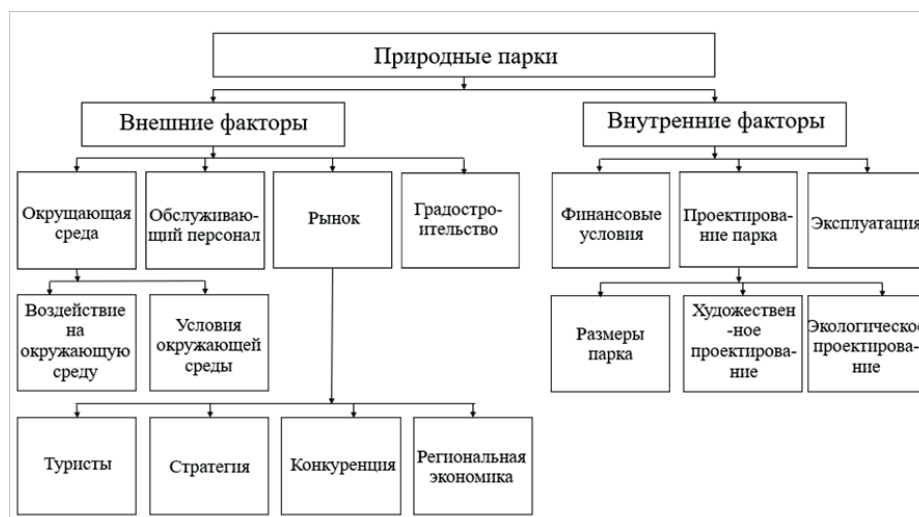 Природные парки
Внешние факторы
Внутренние факторы
Окрущающая
среда
Обслуживаю-
щий персонал
Рынок
Градостро-
ительство
Финансовые
условия
Проектирова-
ние парка
Эксплуатация
Воздействие
на
окружающую
среду
Условия
окружающей
среды
Размеры
парка
Художествен
-ное
проектирова-
ние
Экологическое
проектирова-
ние
Туристы
Стратегия
Конкуренция
Региональная
экономика